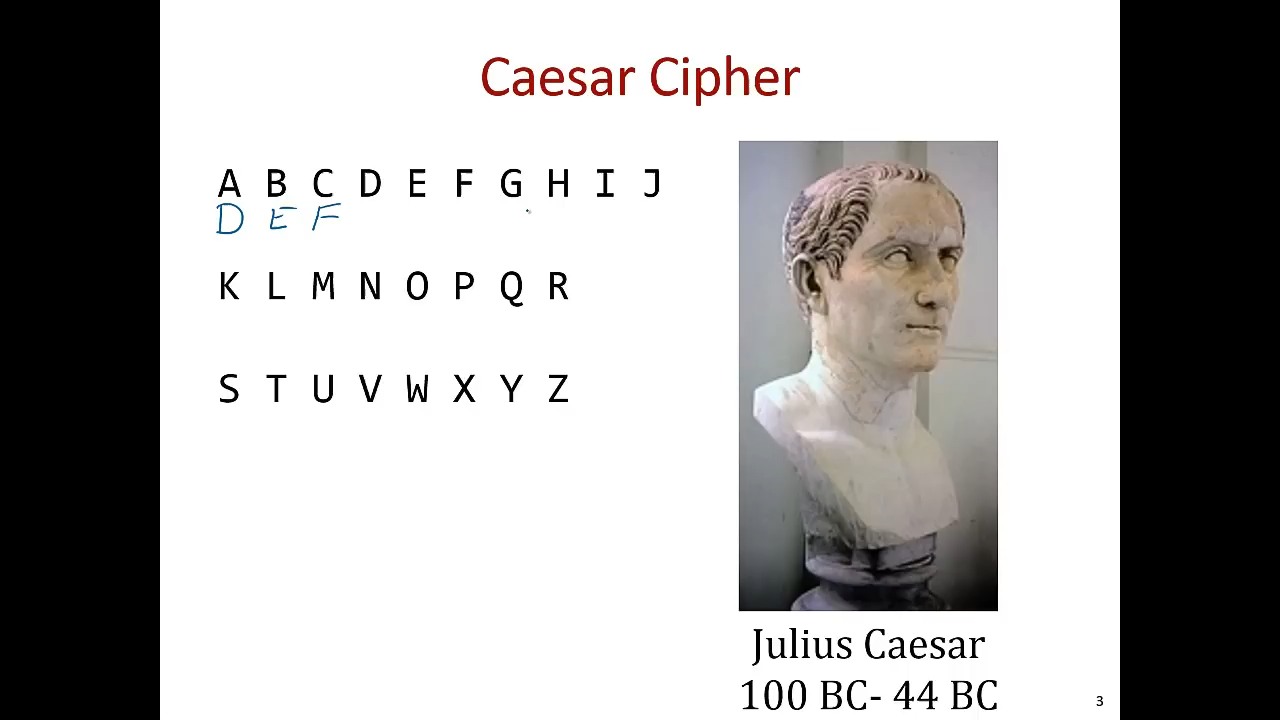 Caesar Cipher
A B C D E F G H I J
D E F
K L M N O P Q R
S T U V W X Y Z
Julius Caesar
100 BC- 44 BC
3